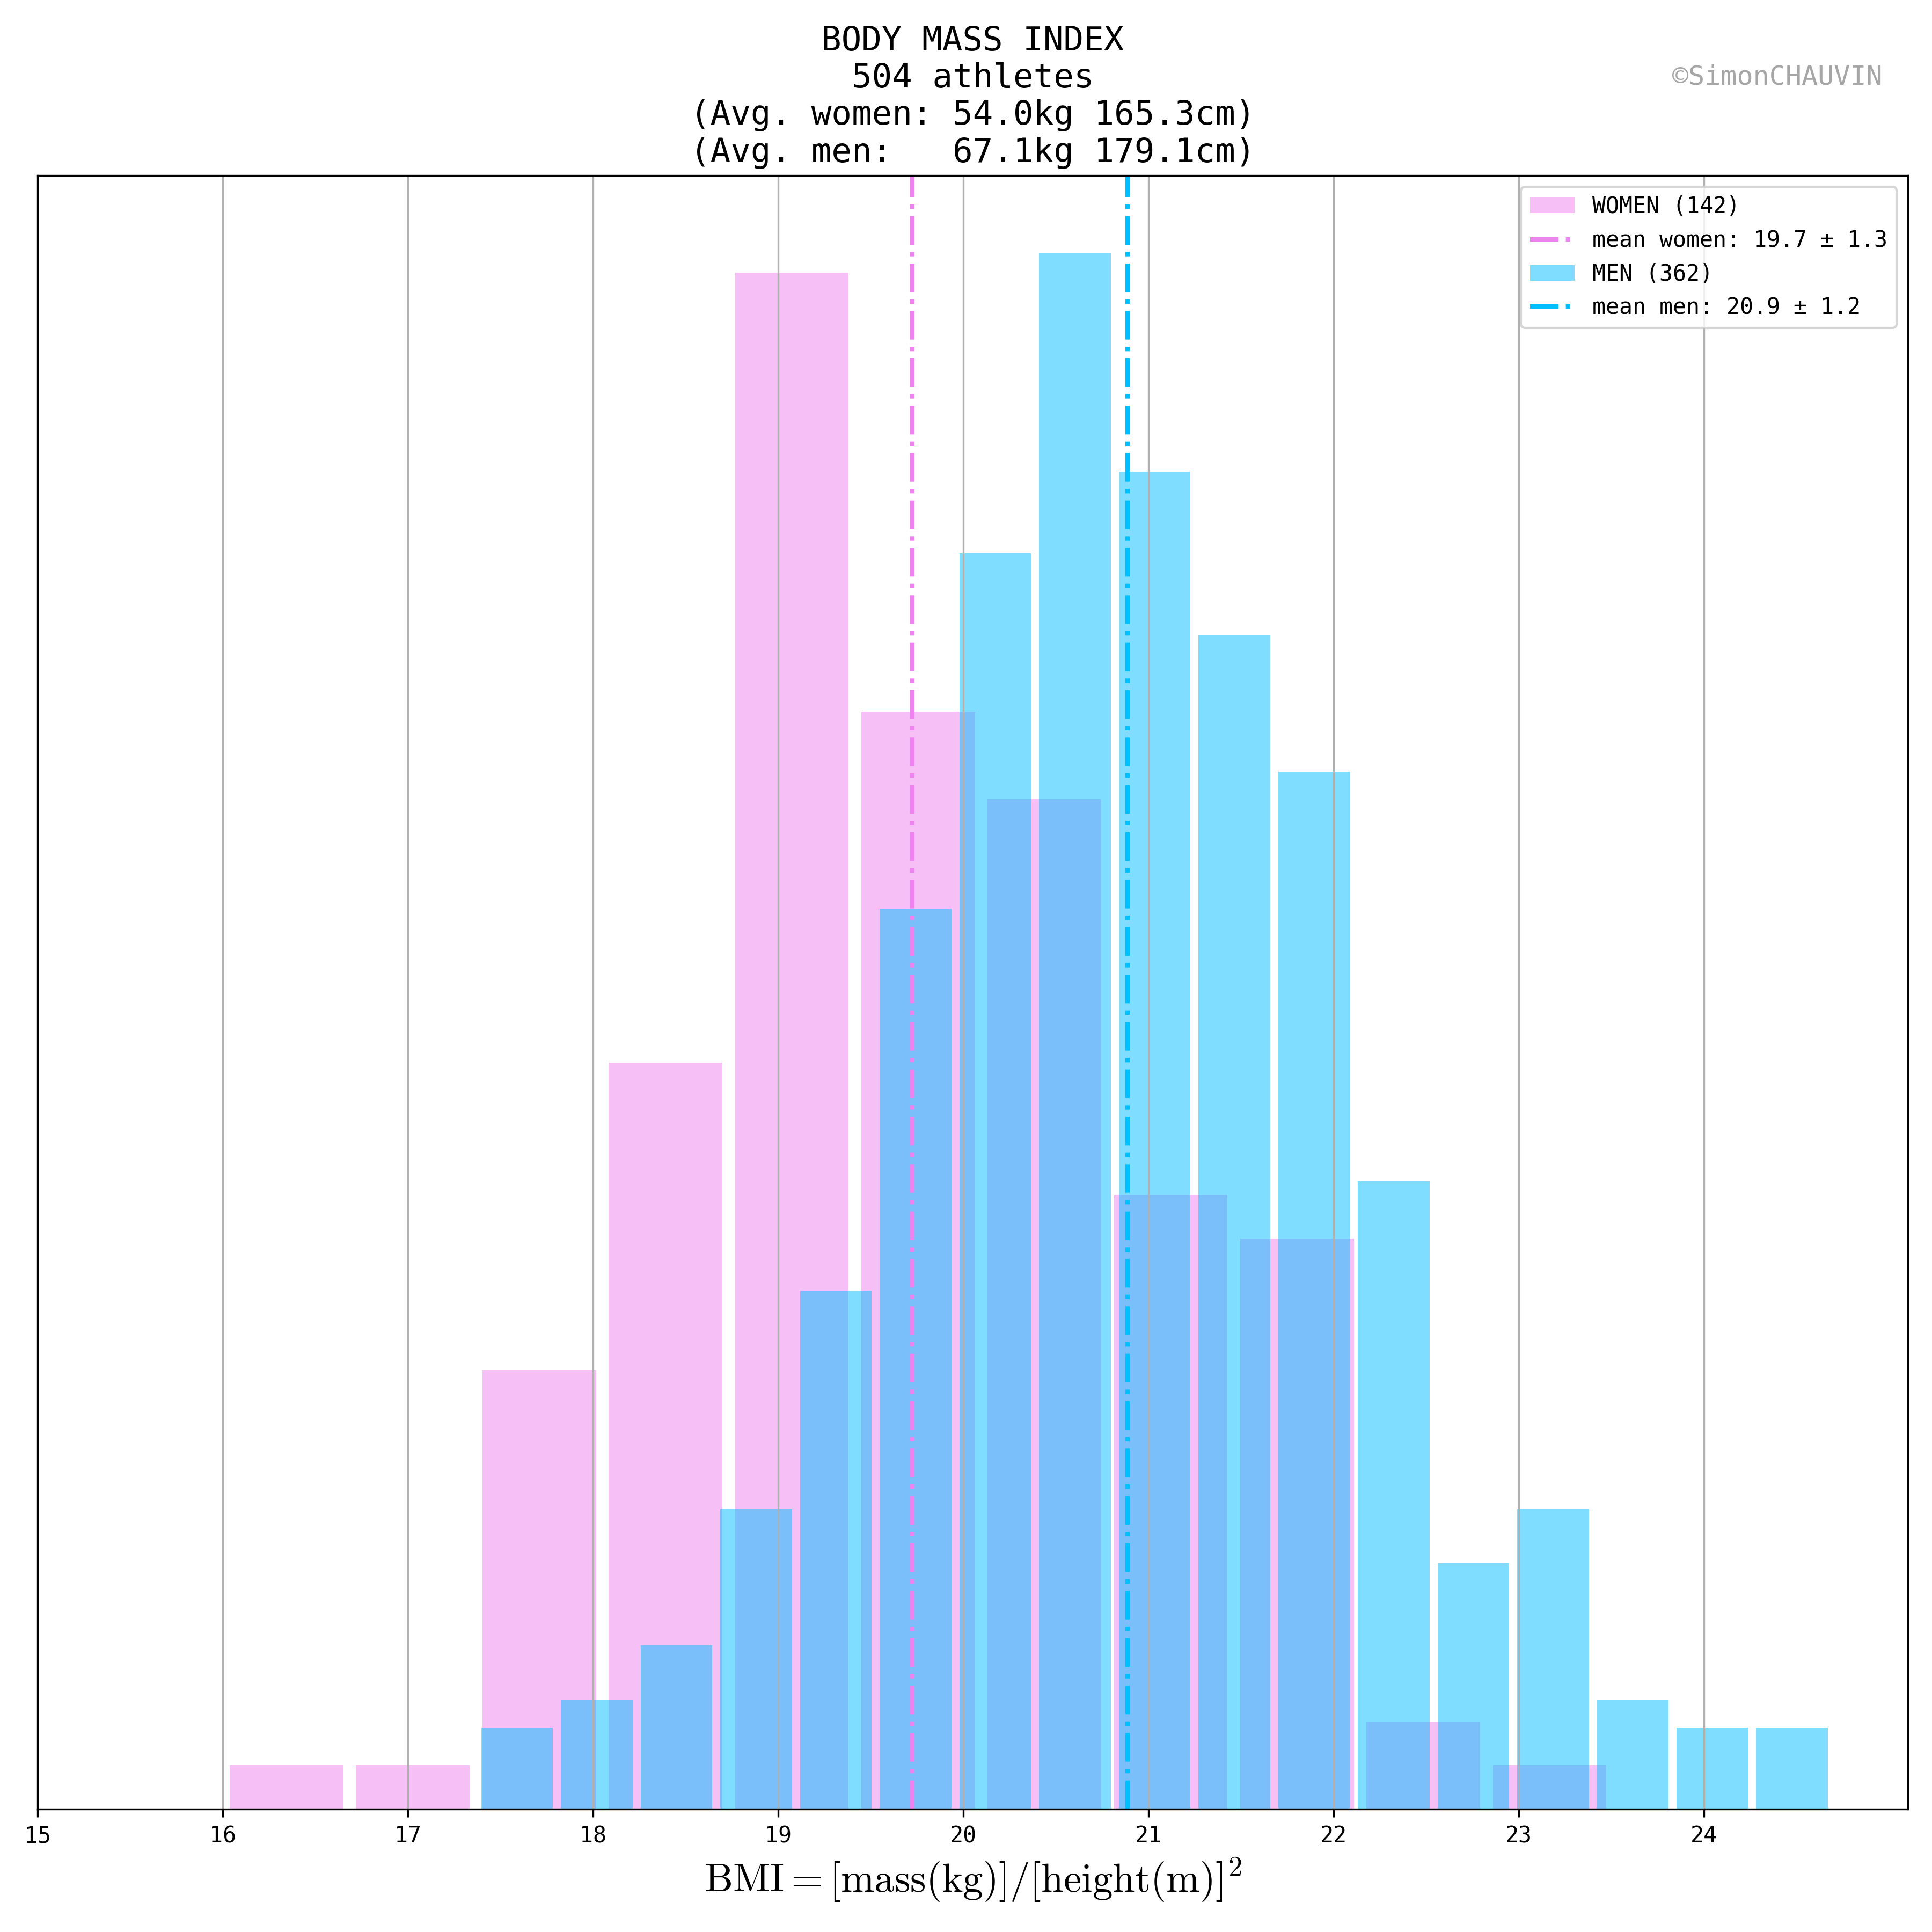 BODY MASS INDEX
504 athletes
(Avg. women: 54.0kg 165.3cm)
(Avg. men:   67.1kg 179.1cm)
©SimonCHAUVIN
WOMEN (142)
mean women: 19.7 ± 1.3
MEN (362)
mean men: 20.9 ± 1.2
15 16 17 18 19 20 21 22 23 24
BMI = [mass(kg)]/[height(m)]²